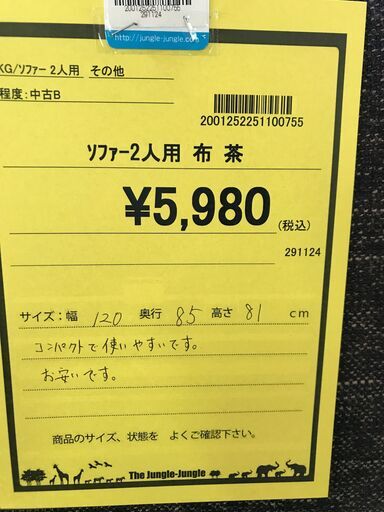 2001252251100755
291124
http://jungle-jungle.com
KG/ソファー 2人用 その他
程度:中古B
2001252251100755
ソファー2人用 布 茶
¥5,980
(税込)
291124
サイズ:幅 120 奥行 85 高さ 81 cm
コンパクトで使いやすいです。
お安いです。
商品のサイズ、状態を よくご確認下さい。
The Jungle-Jungle